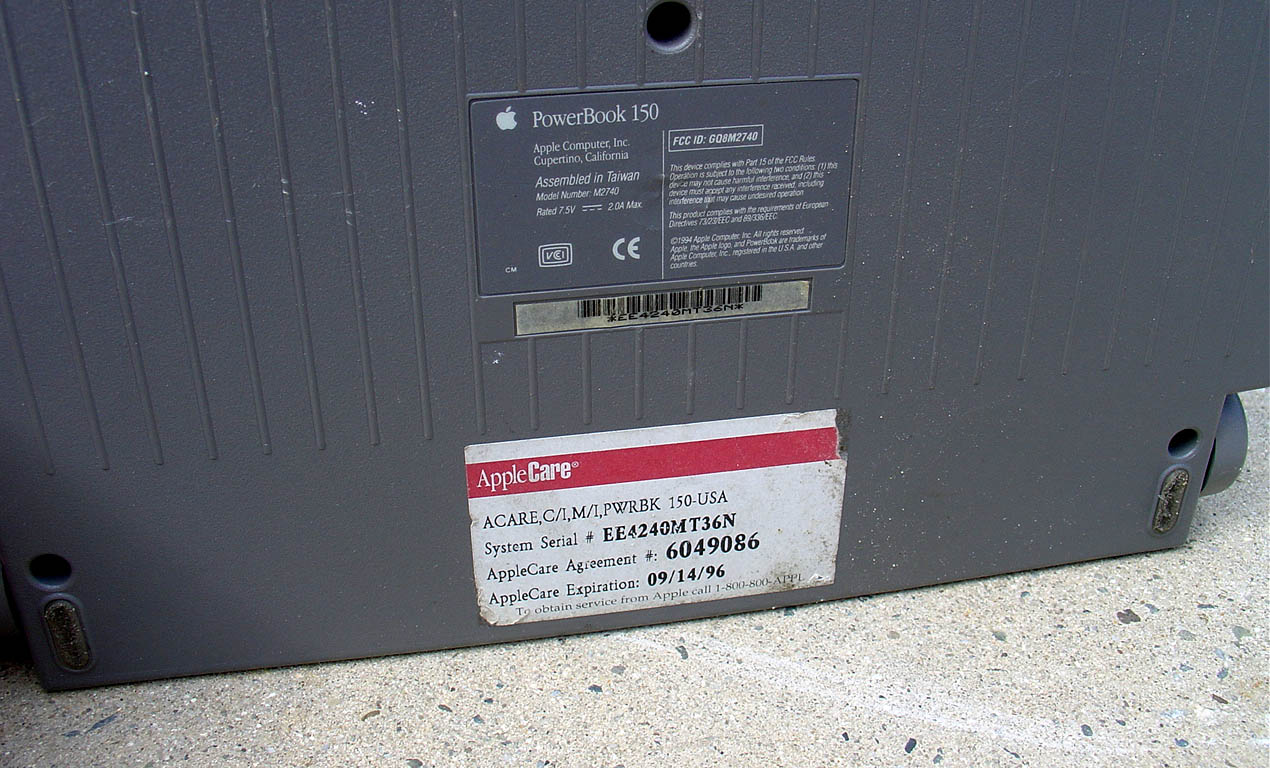 PowerBook 150
Apple Computer, Inc.
Cupertino, California
Assembled in Taiwan
Model Number: M2740
Rated 7.5V 2.0A Max.
VCI
CE
CM
FCC ID: GQ8M2740
This device complies with Part 15 of the FCC Rules
Operation is subject to the following two conditions: (1) this
device may not cause harmful interference, and (2) this
device must accept any interference received, including
interference that may cause undesired operation
This product complies with the requirements of European
Directives 73/23/EEC and 89/336/EEC.
©1994 Apple Computer, Inc. All rights reserved
Apple, the Apple logo, and PowerBook are trademarks of
Apple Computer, Inc., registered in the U.S.A. and other
countries.
*EE4240MT36N*
AppleCare®
ACARE,C/I,M/I,PWRBK 150-USA
System Serial # EE4240MT36N
AppleCare Agreement #: 6049086
AppleCare Expiration: 09/14/96
To obtain service from Apple call 1-800-800-APPL